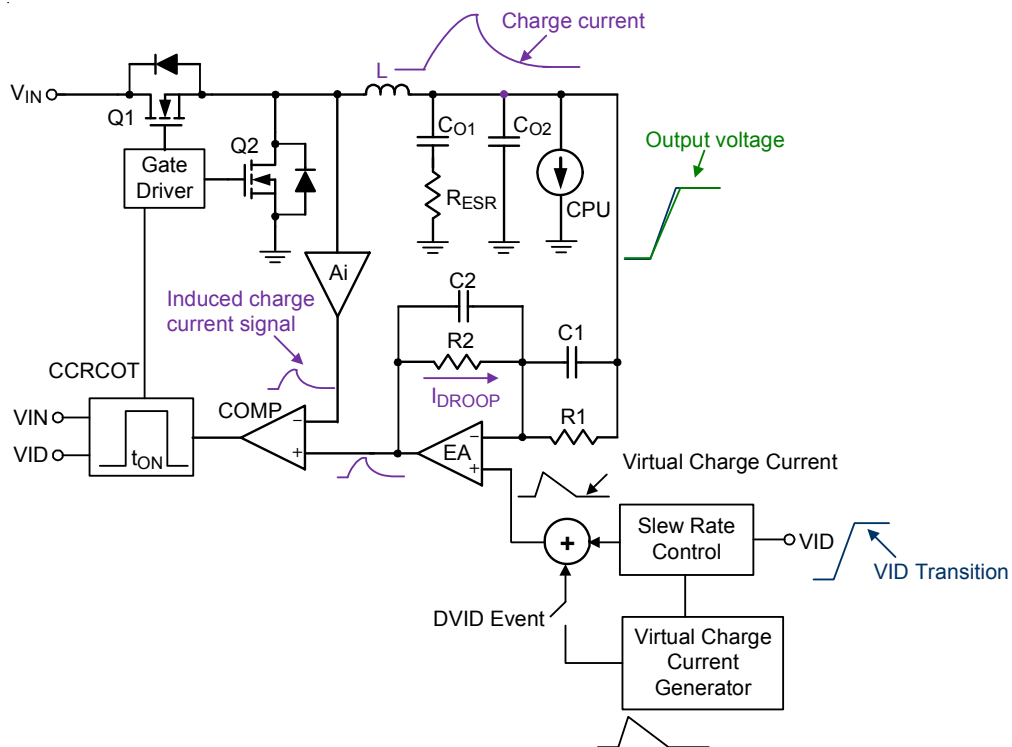 Charge current
L
VIN
Q1
CO1
CO2
Q2
Output voltage
Gate
Driver
RESR
CPU
Ai
C2
Induced charge
current signal
C1
R2
CCRCOT
IDROOP
COMP
R1
VIN
−
−
VID
tON
+
EA
+
Virtual Charge Current
Slew Rate
Control
+
VID
VID Transition
DVID Event
Virtual Charge
Current
Generator